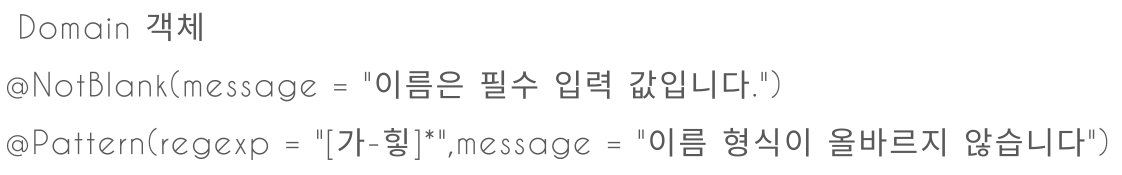 Domain 객체
@NotBlank(message = "이름은 필수 입력 값입니다.")
@Pattern(regexp = "[가-힣]*",message = "이름 형식이 올바르지 않습니다")